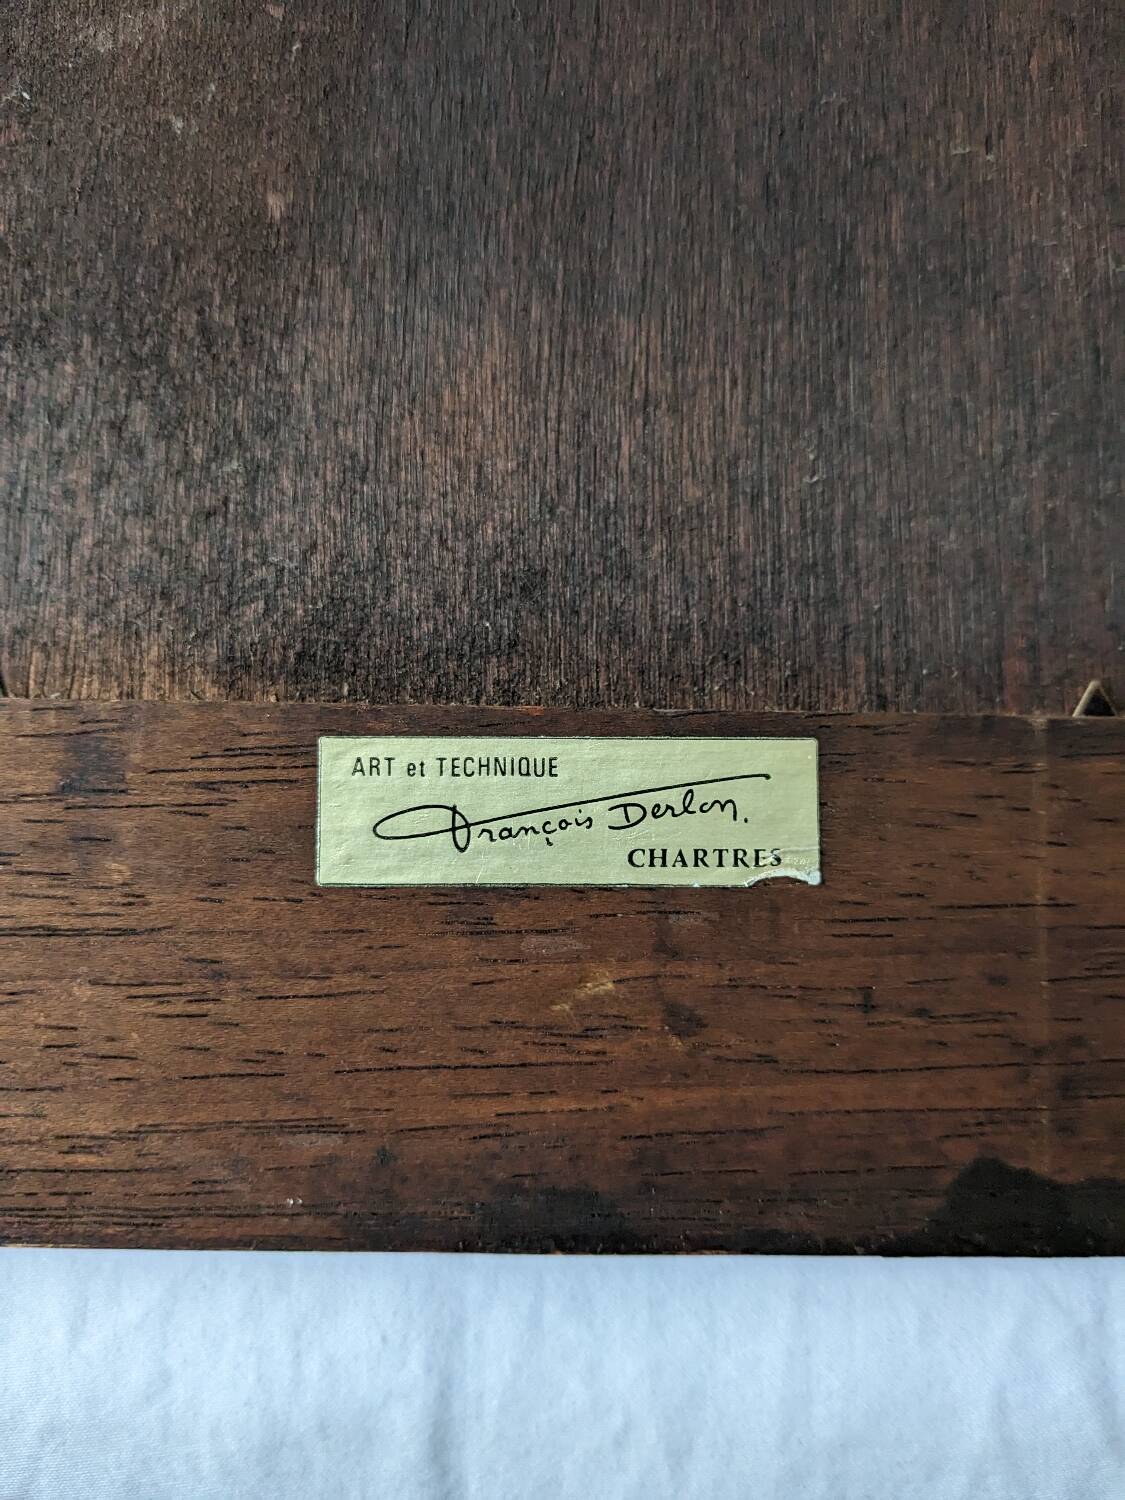 ART et TECHNIQUE
François Derlon.
CHARTRES